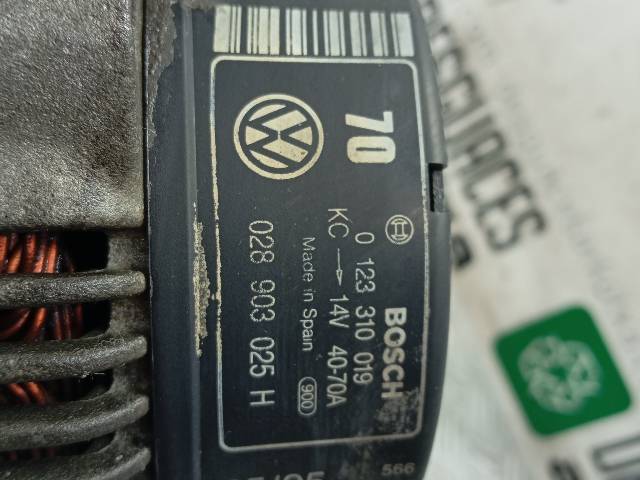 70
BOSCH
0 123 310 019
KC → 14V 40-70A
Made in Spain
900
028 903 025 H
566